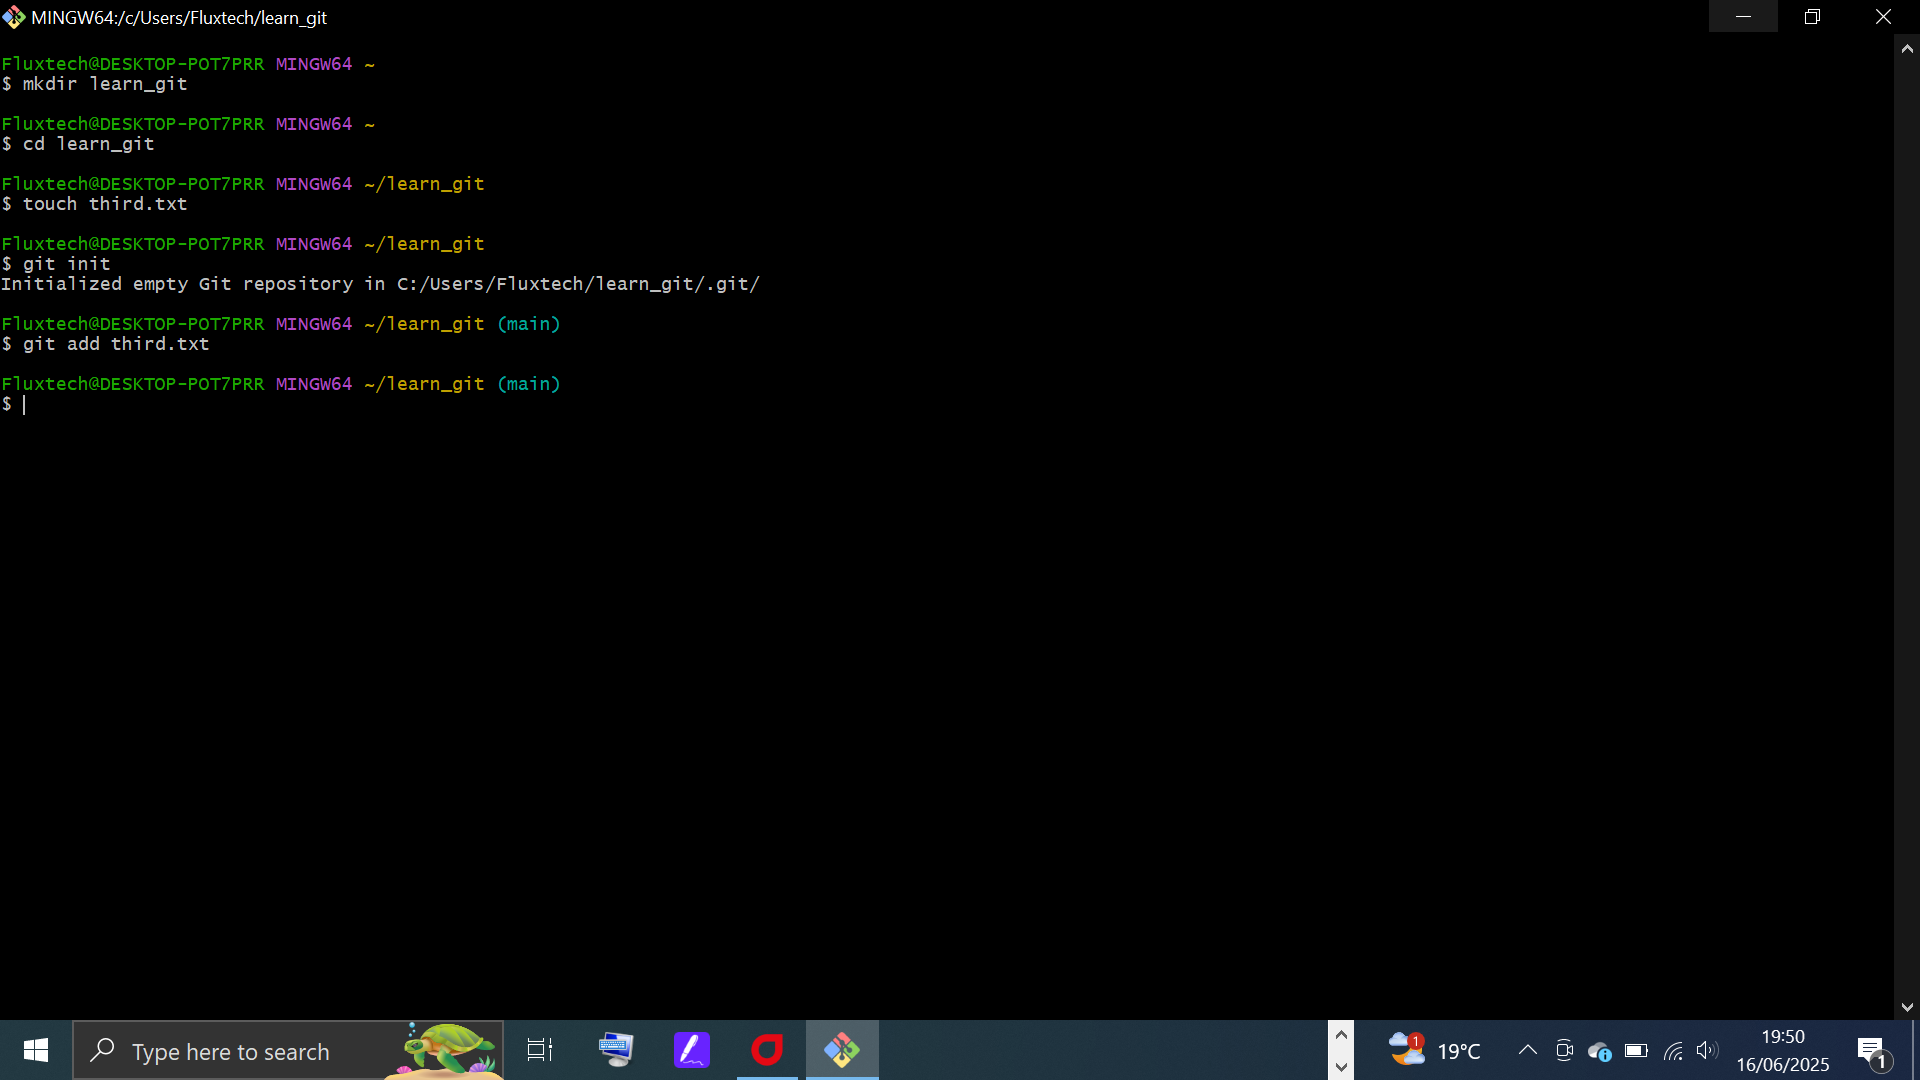 MINGW64:/c/Users/Fluxtech/learn_git
Fluxtech@DESKTOP-POT7PRR MINGW64 ~
$ mkdir learn_git
Fluxtech@DESKTOP-POT7PRR MINGW64 ~
$ cd learn_git
Fluxtech@DESKTOP-POT7PRR MINGW64 ~/learn_git
$ touch third.txt
Fluxtech@DESKTOP-POT7PRR MINGW64 ~/learn_git
$ git init
Initialized empty Git repository in C:/Users/Fluxtech/learn_git/.git/
Fluxtech@DESKTOP-POT7PRR MINGW64 ~/learn_git (main)
$ git add third.txt
Fluxtech@DESKTOP-POT7PRR MINGW64 ~/learn_git (main)
$
Type here to search
1
19°C
19:50
16/06/2025
1